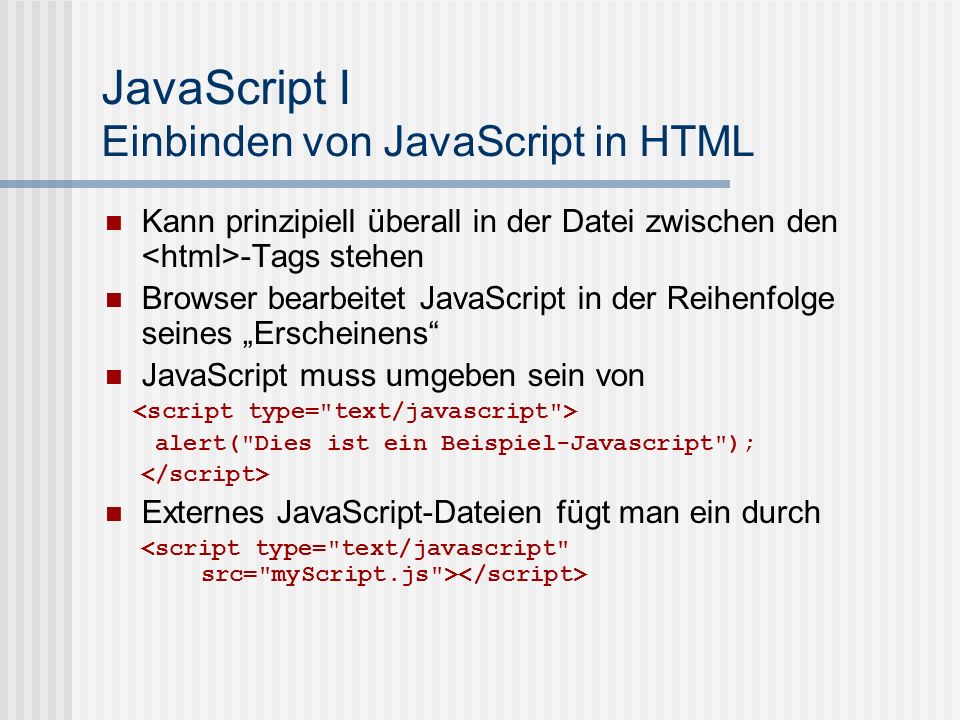 JavaScript I
Einbinden von JavaScript in HTML
Kann prinzipiell überall in der Datei zwischen den
<html>-Tags stehen
Browser bearbeitet JavaScript in der Reihenfolge
seines „Erscheinens“
JavaScript muss umgeben sein von
<script type="text/javascript">
alert("Dies ist ein Beispiel-Javascript");
</script>
Externes JavaScript-Dateien fügt man ein durch
<script type="text/javascript"
src="myScript.js"></script>